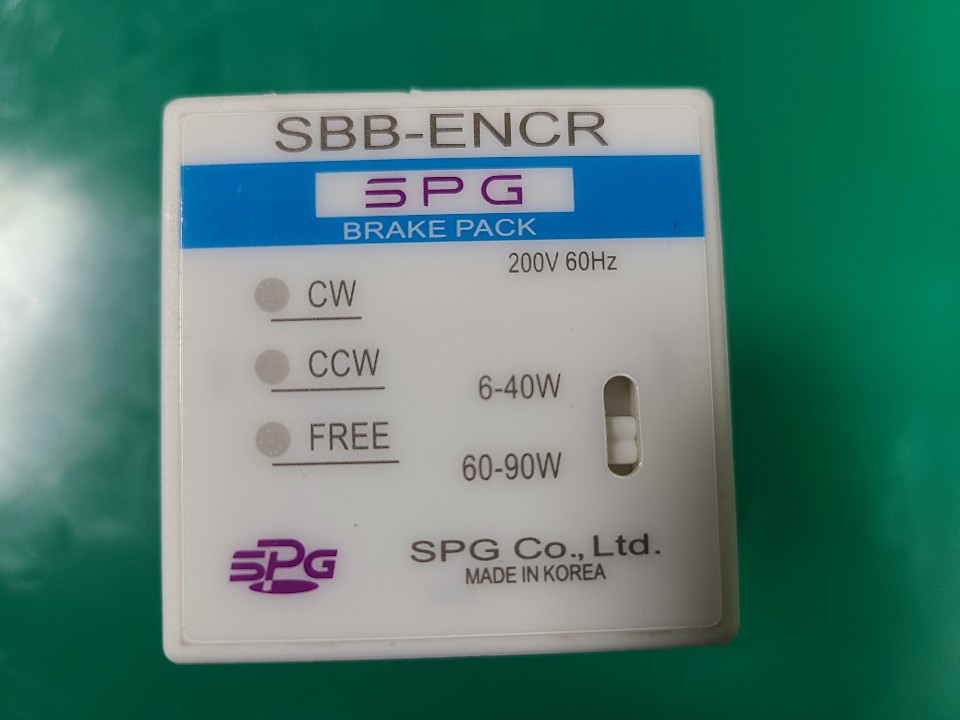 SBB-ENCR
SPG
BRAKE PACK
200V 60Hz
CW
CCW
FREE
6-40W
60-90W
SPG
SPG Co., Ltd.
MADE IN KOREA